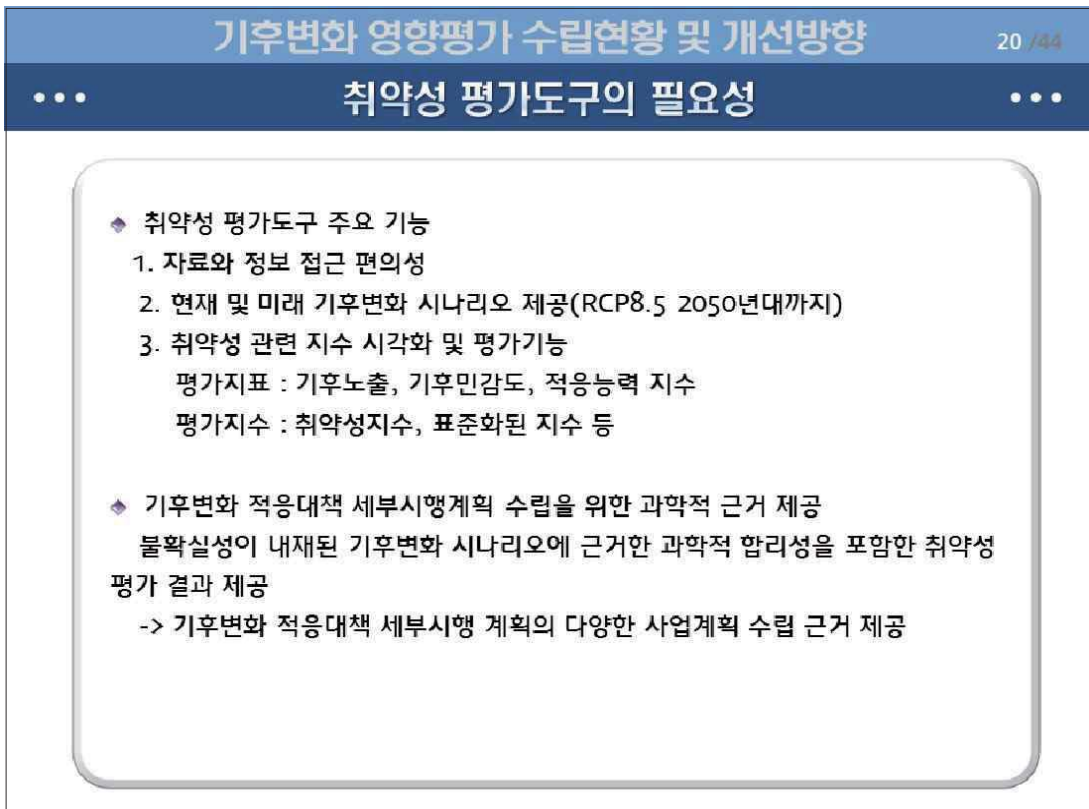 기후변화 영향평가 수립현황 및 개선방향
20 /44
취약성 평가도구의 필요성
취약성 평가도구 주요 기능
1. 자료와 정보 접근 편의성
2. 현재 및 미래 기후변화 시나리오 제공(RCP8.5 2050년대까지)
3. 취약성 관련 지수 시각화 및 평가기능
평가지표 : 기후노출, 기후민감도, 적응능력 지수
평가지수 : 취약성지수, 표준화된 지수 등
기후변화 적응대책 세부시행계획 수립을 위한 과학적 근거 제공
불확실성이 내재된 기후변화 시나리오에 근거한 과학적 합리성을 포함한 취약성
평가 결과 제공
-> 기후변화 적응대책 세부시행 계획의 다양한 사업계획 수립 근거 제공